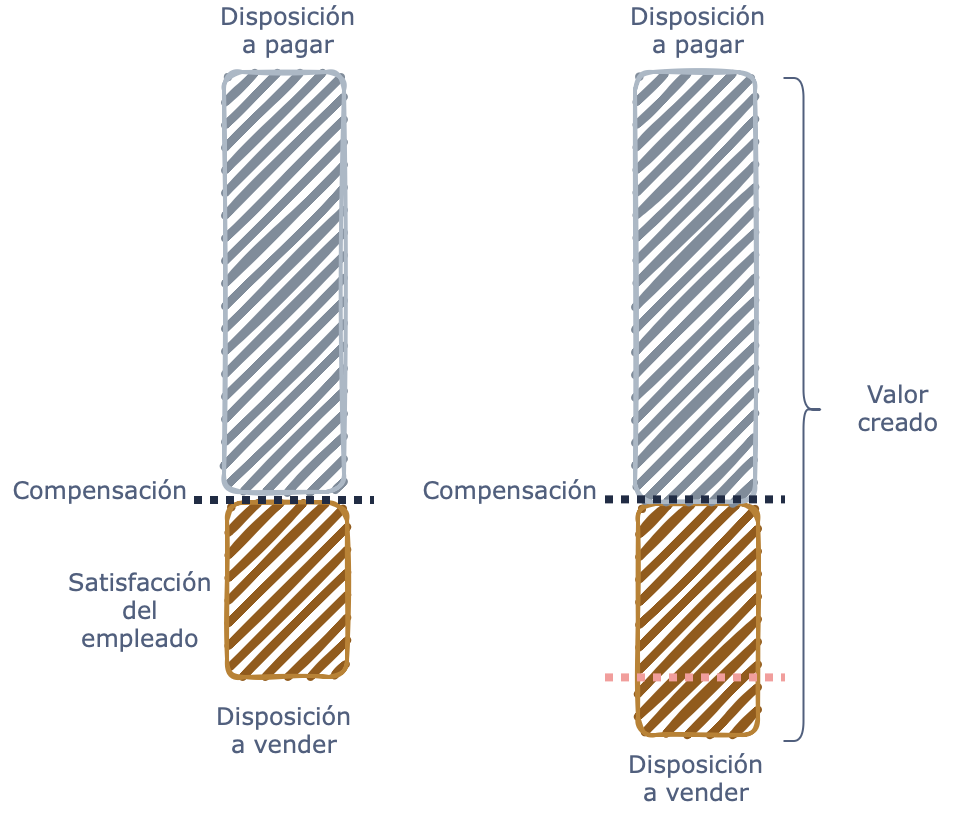 Disposición
a pagar
Compensación
Satisfacción
del
empleado
Disposición
a vender
Disposición
a pagar
Compensación
Disposición
a vender
Valor
creado